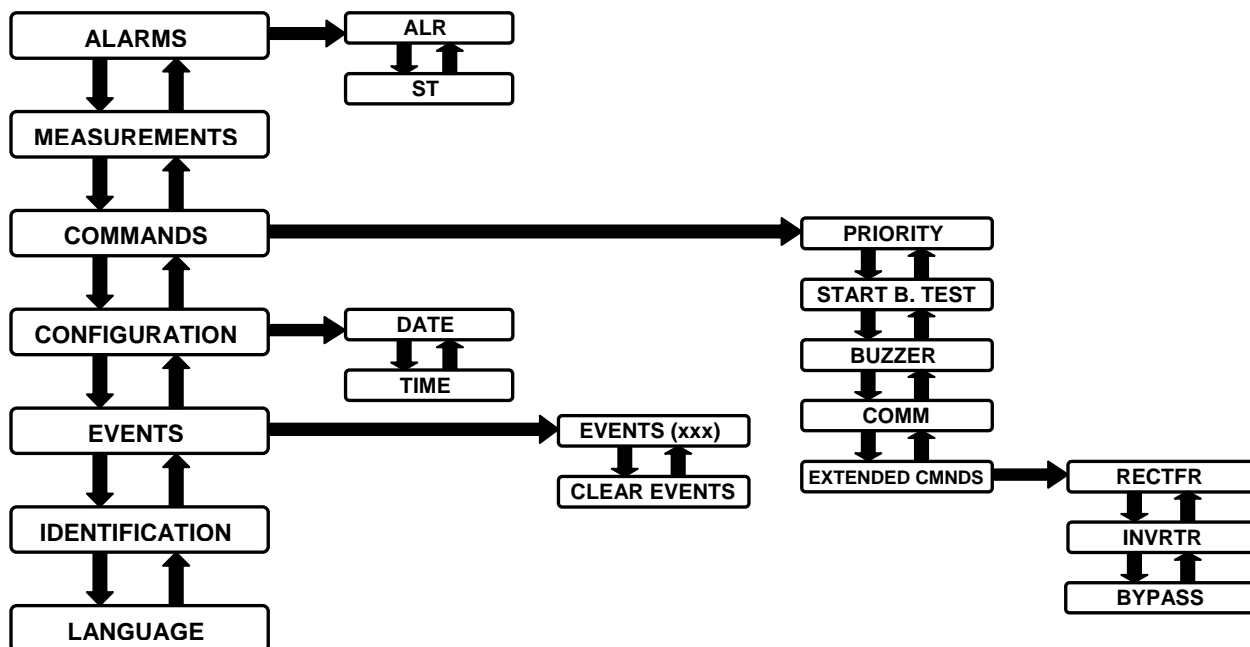 ALARMS
ALR
ST
MEASUREMENTS
COMMANDS
PRIORITY
START B. TEST
BUZZER
COMM
EXTENDED CMNDS
RECTFR
INVRTR
BYPASS
CONFIGURATION
DATE
TIME
EVENTS
EVENTS (xxx)
CLEAR EVENTS
IDENTIFICATION
LANGUAGE